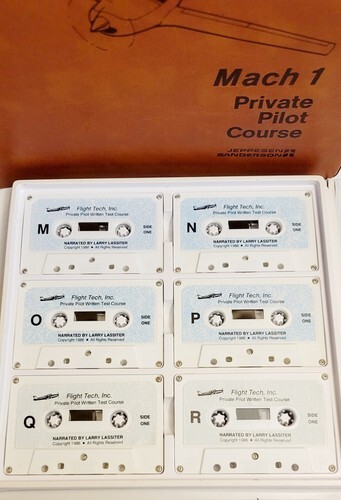 Mach 1
Private
Pilot
Course
JEPPESEN
SANDERSON
Flight Tech, Inc.
Private Pilot Written Test Course
M
SIDE
ONE
NARRATED BY LARRY LASSITER
Copyright 1986 • All Rights Reserved
Flight Tech, Inc.
Private Pilot Written Test Course
N
SIDE
ONE
NARRATED BY LARRY LASSITER
Copyright 1986 • All Rights Reserved
Flight Tech, Inc.
Private Pilot Written Test Course
O
SIDE
ONE
NARRATED BY LARRY LASSITER
Copyright 1986 • All Rights Reserved
Flight Tech, Inc.
Private Pilot Written Test Course
P
SIDE
ONE
NARRATED BY LARRY LASSITER
Copyright 1986 • All Rights Reserved
Flight Tech, Inc.
Private Pilot Written Test Course
Q
SIDE
ONE
NARRATED BY LARRY LASSITER
Copyright 1986 • All Rights Reserved
Flight Tech, Inc.
Private Pilot Written Test Course
R
SIDE
ONE
NARRATED BY LARRY LASSITER
Copyright 1986 • All Rights Reserved